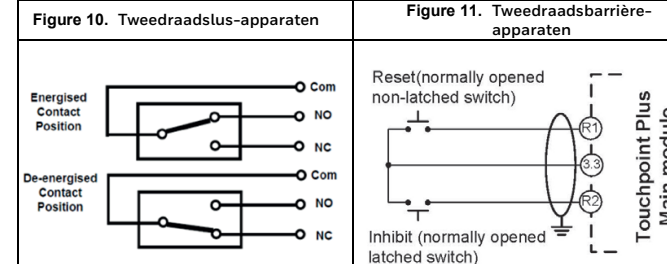 Figure 10. Tweedraadslus-apparaten
Figure 11. Tweedraadsbarrière-
apparaten
Energised
Contact
Position
Com
NO
NC
De-energised
Contact
Position
Com
NO
NC
Reset(normally opened
non-latched switch)
R1
3.3
R2
Inhibit (normally opened
latched switch)
Touchpoint Plus
Main module